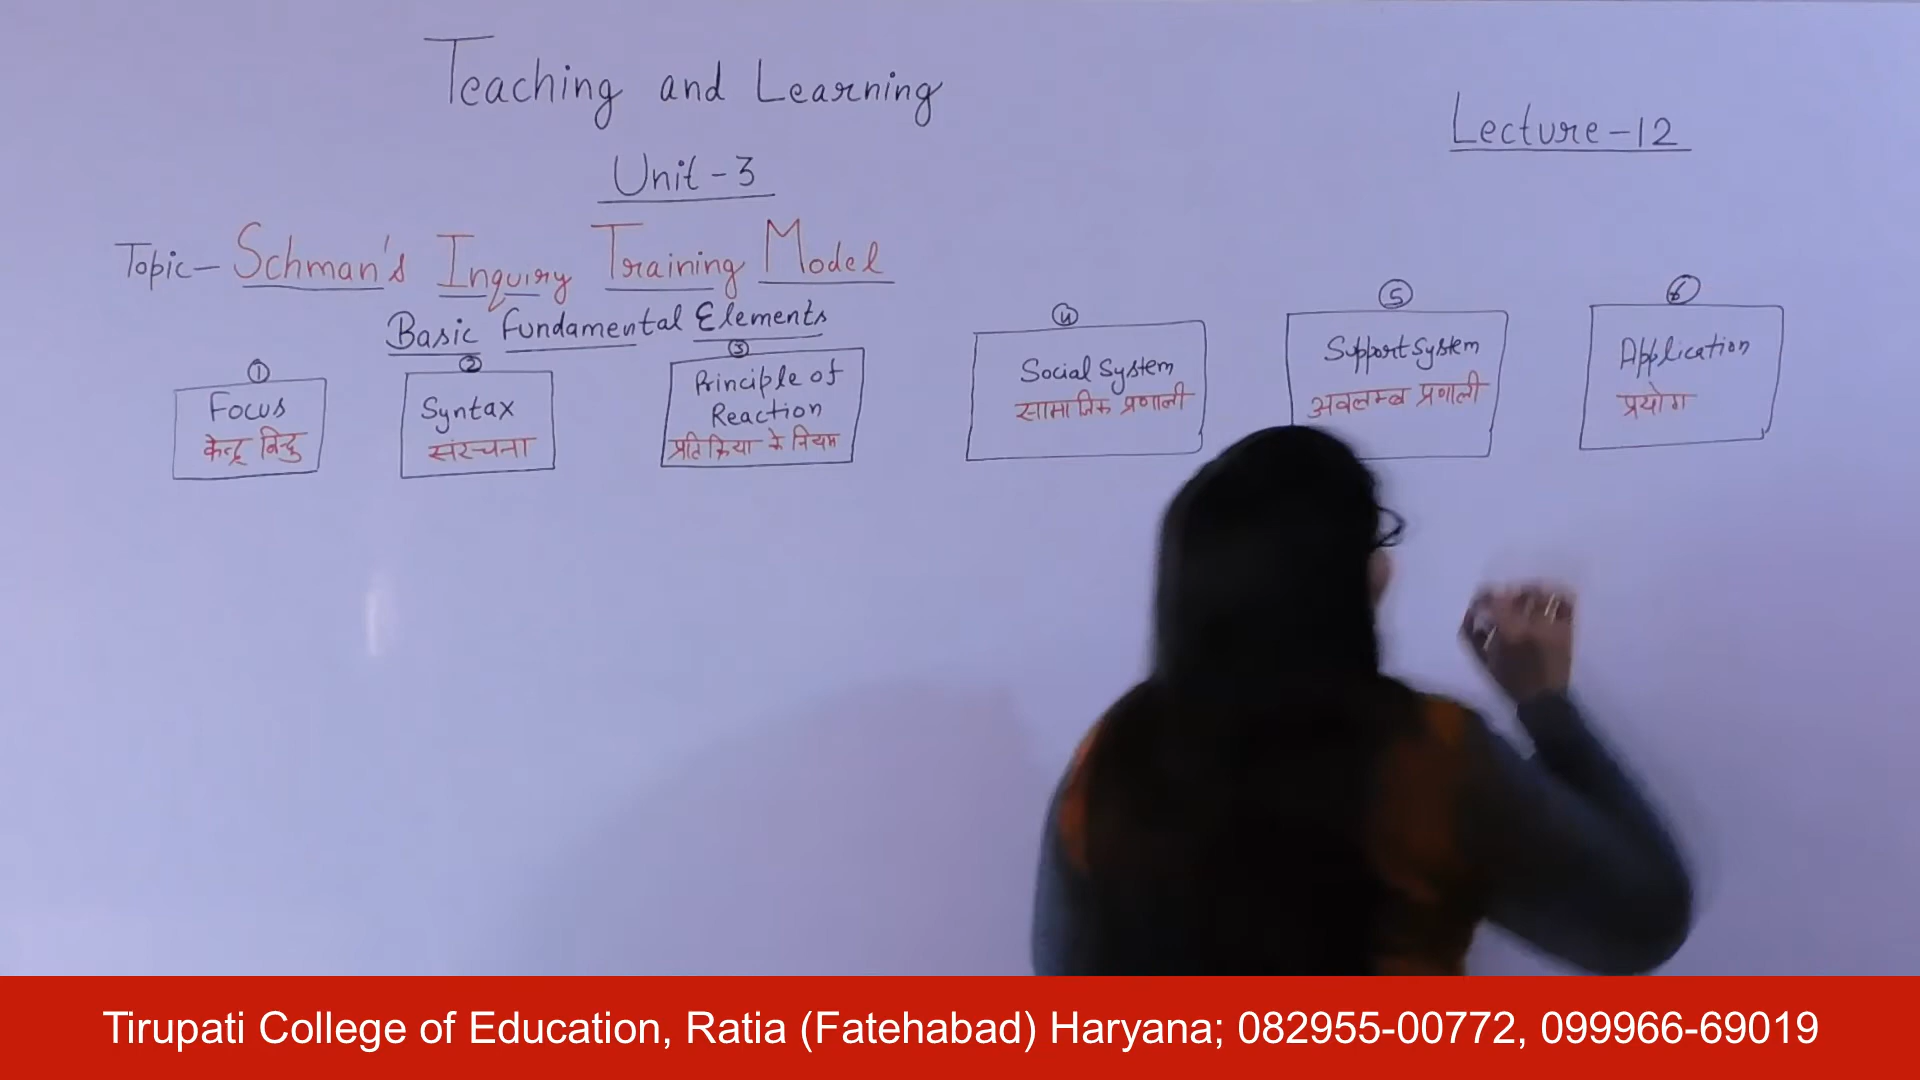 Teaching and Learning
Lecture-12
Unit-3
Topic- Schman's Inquiry Training Model
Basic Fundamental Elements
①
Focus
केन्द्र बिन्दु
②
Syntax
संरचना
③
Principle of
Reaction
प्रतिक्रिया के नियम
④
Social System
सामाजिक प्रणाली
⑤
Support System
अवलम्ब प्रणाली
⑥
Application
प्रयोग
Tirupati College of Education, Ratia (Fatehabad) Haryana; 082955-00772, 099966-69019